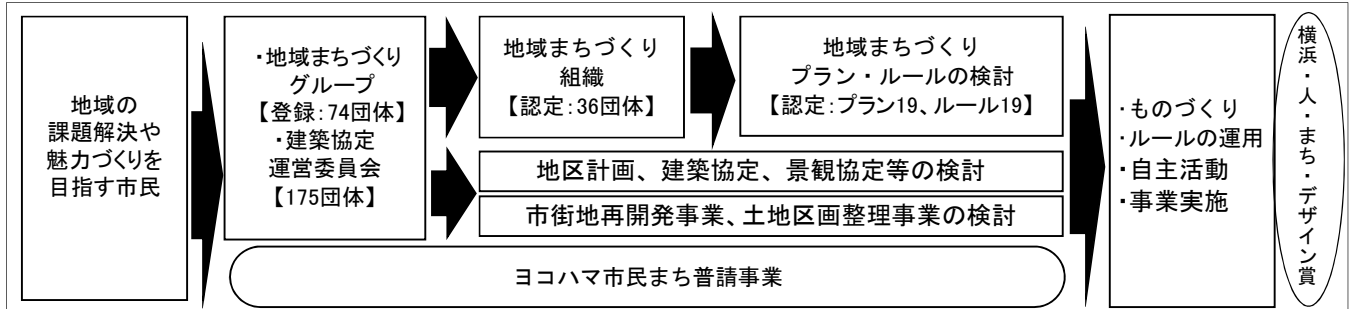 地域の
課題解決や
魅力づくりを
目指す市民
・地域まちづくり
グループ
【登録：74団体】
・建築協定
運営委員会
【175団体】
地域まちづくり
組織
【認定：36団体】
地域まちづくり
プラン・ルールの検討
【認定：プラン19、ルール19】
地区計画、建築協定、景観協定等の検討
市街地再開発事業、土地区画整理事業の検討
ヨコハマ市民まち普請事業
・ものづくり
・ルールの運用
・自主活動
・事業実施
横浜・人・まち・デザイン賞